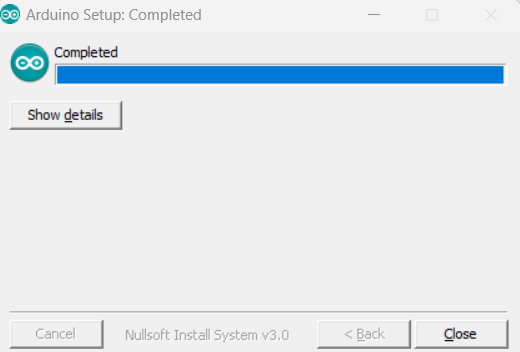 Arduino Setup: Completed
Completed
Show details
Cancel
Nullsoft Install System v3.0
< Back
Close